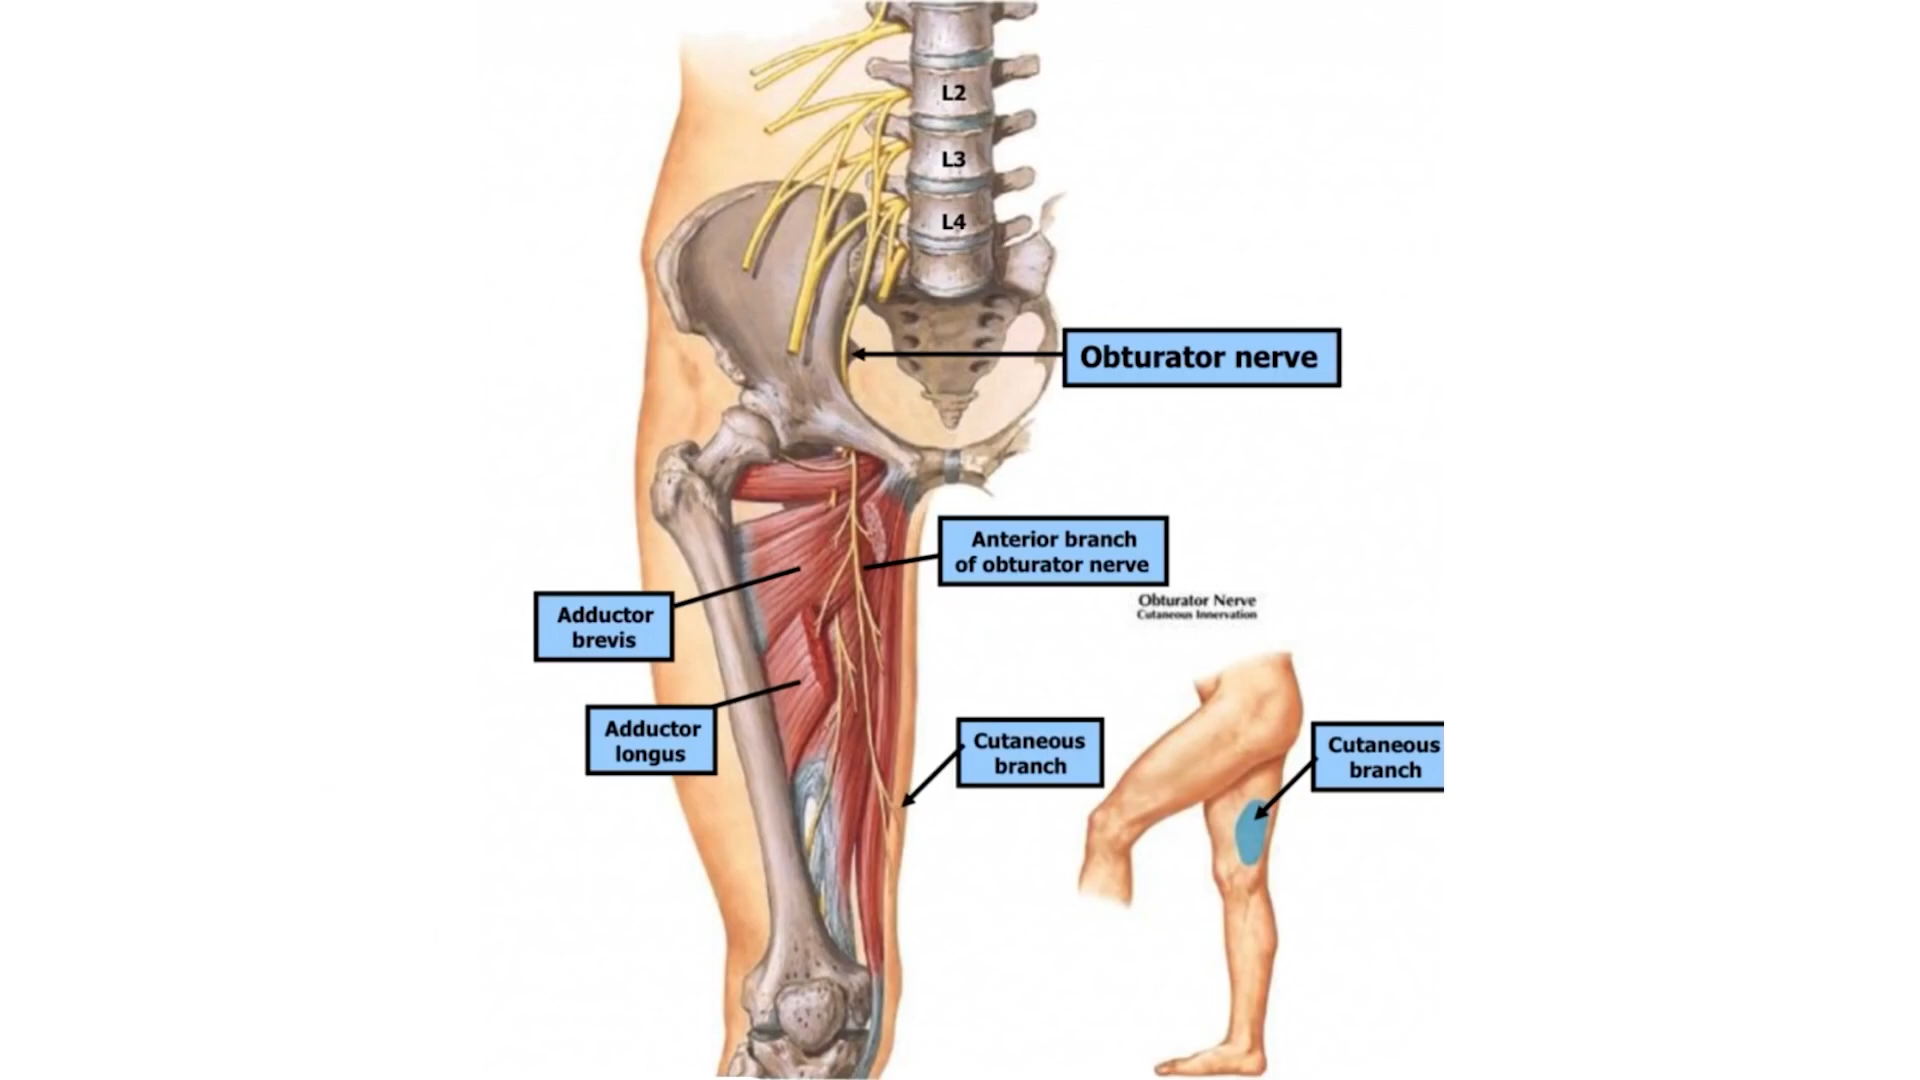 L2
L3
L4
Obturator nerve
Anterior branch
of obturator nerve
Adductor
brevis
Obturator Nerve
Cutaneous Innervation
Adductor
longus
Cutaneous
branch
Cutaneous
branch